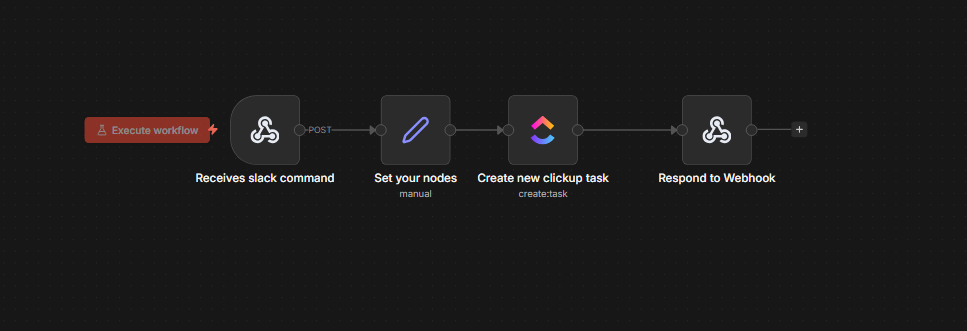 Execute workflow
POST
Receives slack command
Set your nodes
manual
Create new clickup task
create:task
Respond to Webhook
+